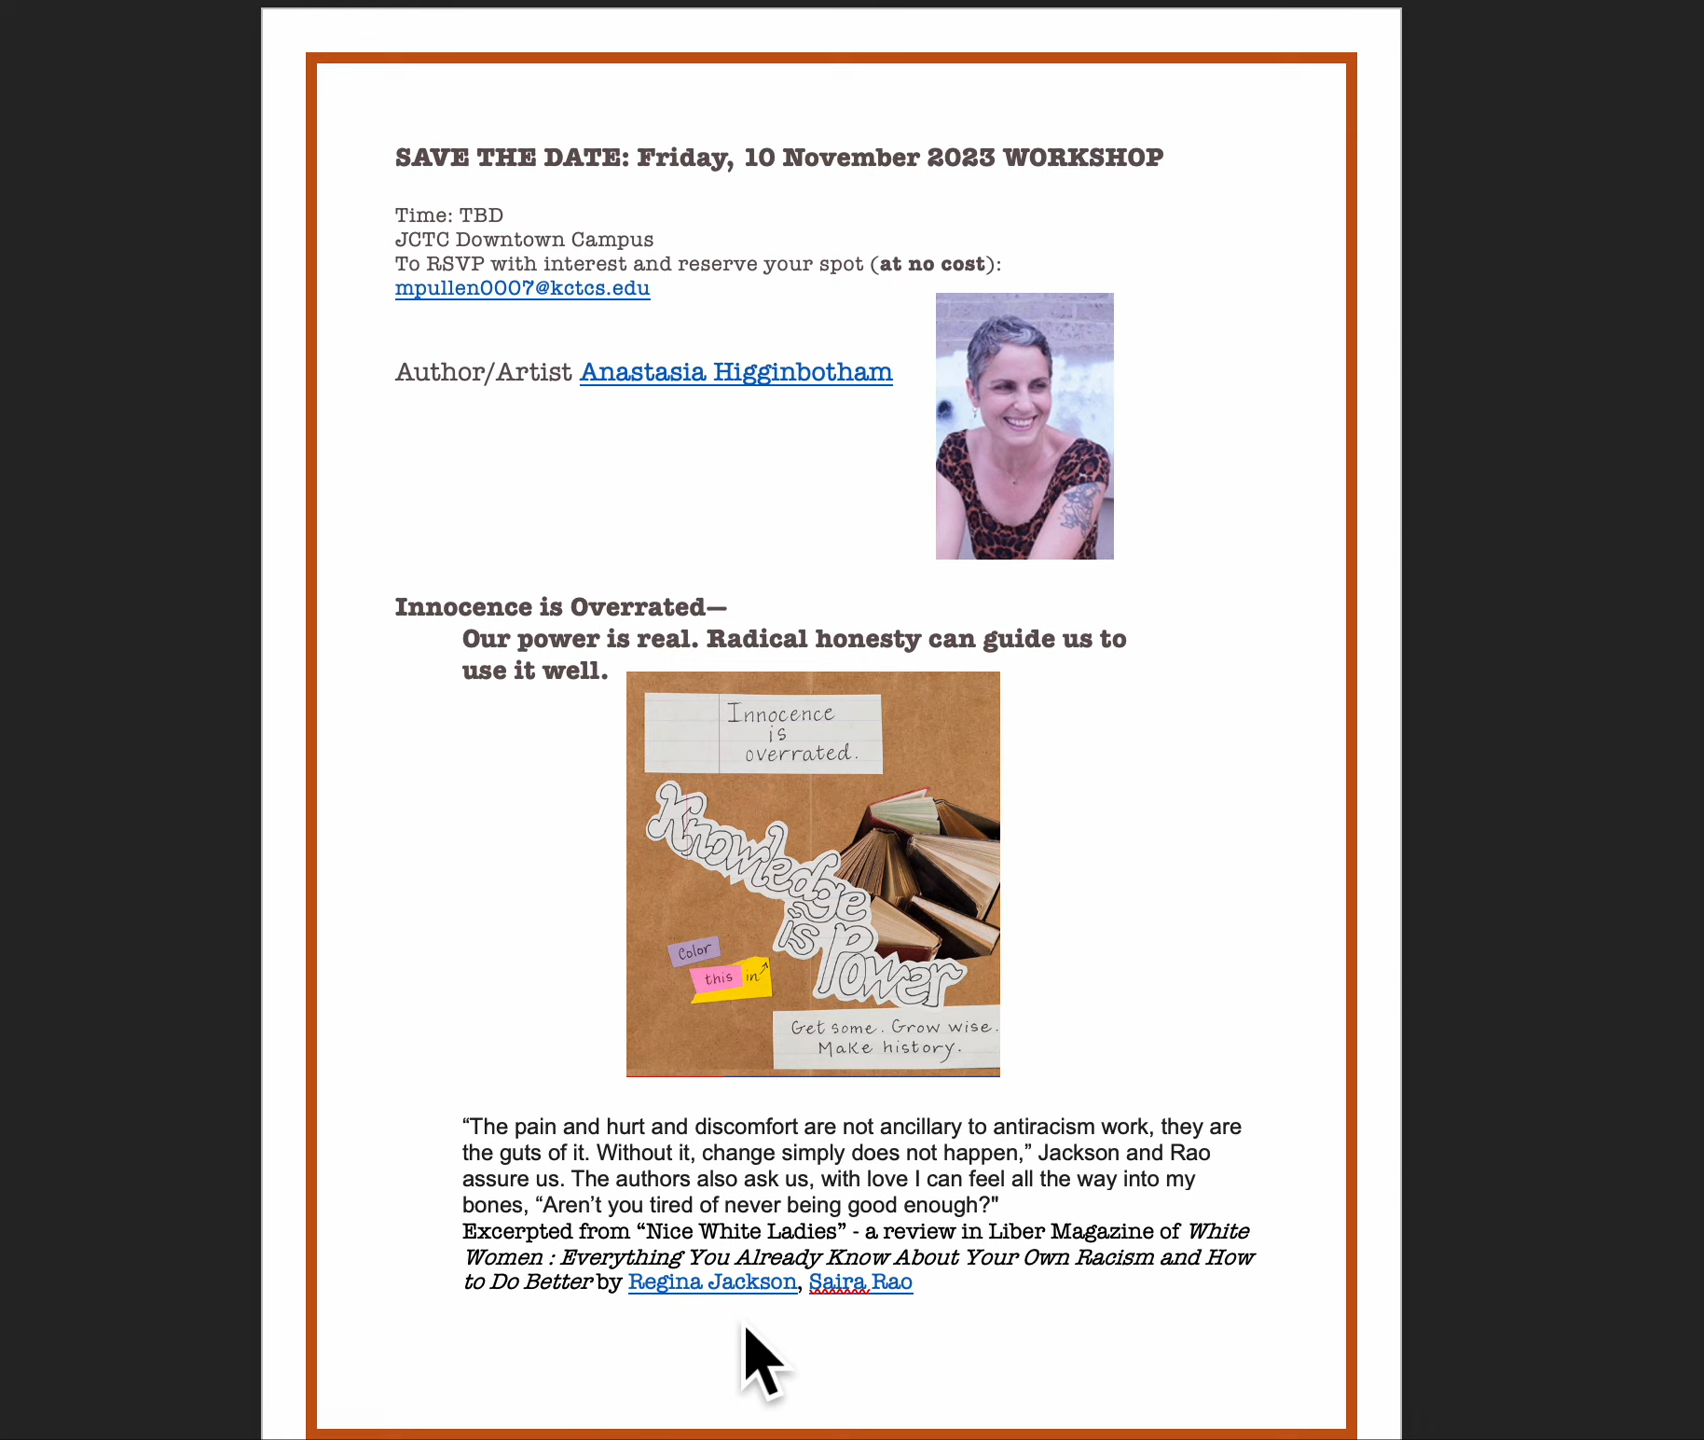 SAVE THE DATE: Friday, 10 November 2023 WORKSHOP
Time: TBD
JCTC Downtown Campus
To RSVP with interest and reserve your spot (at no cost):
mpullen0007@kctcs.edu
Author/Artist Anastasia Higginbotham
Innocence is Overrated—
Our power is real. Radical honesty can guide us to
use it well.
Innocence
is
overrated.
Knowledge
is Power
Color
this in
Get some. Grow wise.
Make history.
“The pain and hurt and discomfort are not ancillary to antiracism work, they are
the guts of it. Without it, change simply does not happen,” Jackson and Rao
assure us. The authors also ask us, with love I can feel all the way into my
bones, “Aren’t you tired of never being good enough?"
Excerpted from “Nice White Ladies” - a review in Liber Magazine of White
Women : Everything You Already Know About Your Own Racism and How
to Do Better by Regina Jackson, Saira Rao